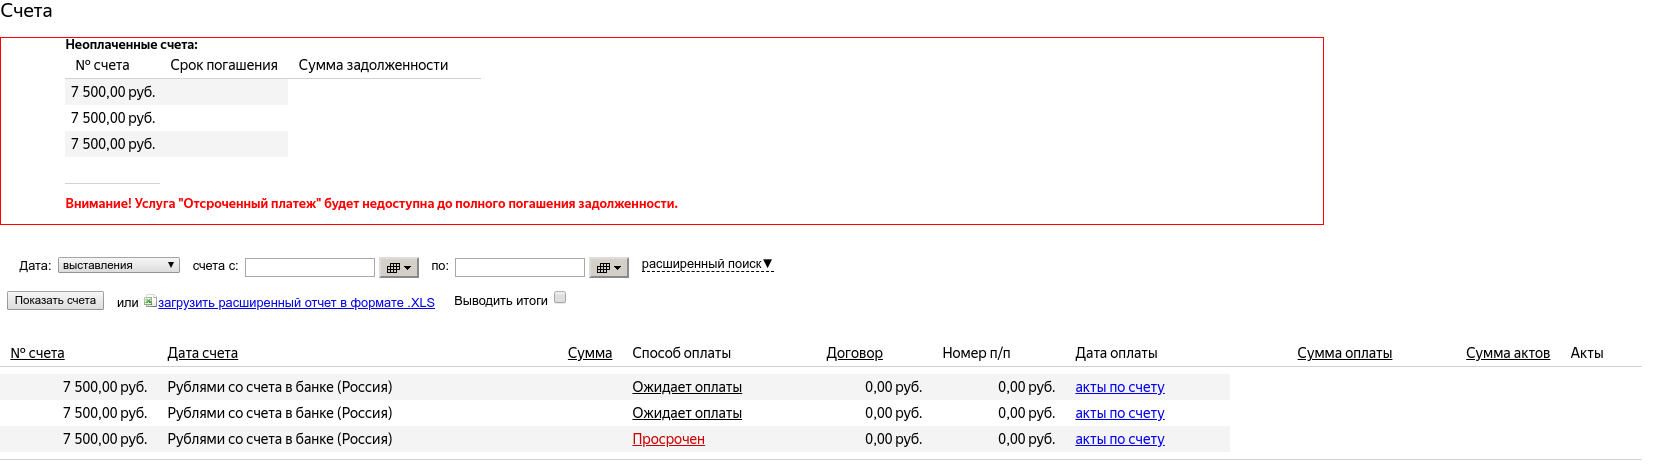 Счета
Неоплаченные счета:
№ счета Срок погашения Сумма задолженности
7 500,00 руб.
7 500,00 руб.
7 500,00 руб.
Внимание! Услуга "Отсроченный платеж" будет недоступна до полного погашения задолженности.
Дата: выставления ▼ счета с: по: расширенный поиск▼
Показать счета или загрузить расширенный отчет в формате .XLS Выводить итоги
№ счета Дата счета Сумма Способ оплаты Договор Номер п/п Дата оплаты Сумма оплаты Сумма актов Акты
7 500,00 руб. Рублями со счета в банке (Россия) Ожидает оплаты 0,00 руб. 0,00 руб. акты по счету
7 500,00 руб. Рублями со счета в банке (Россия) Ожидает оплаты 0,00 руб. 0,00 руб. акты по счету
7 500,00 руб. Рублями со счета в банке (Россия) Просрочен 0,00 руб. 0,00 руб. акты по счету